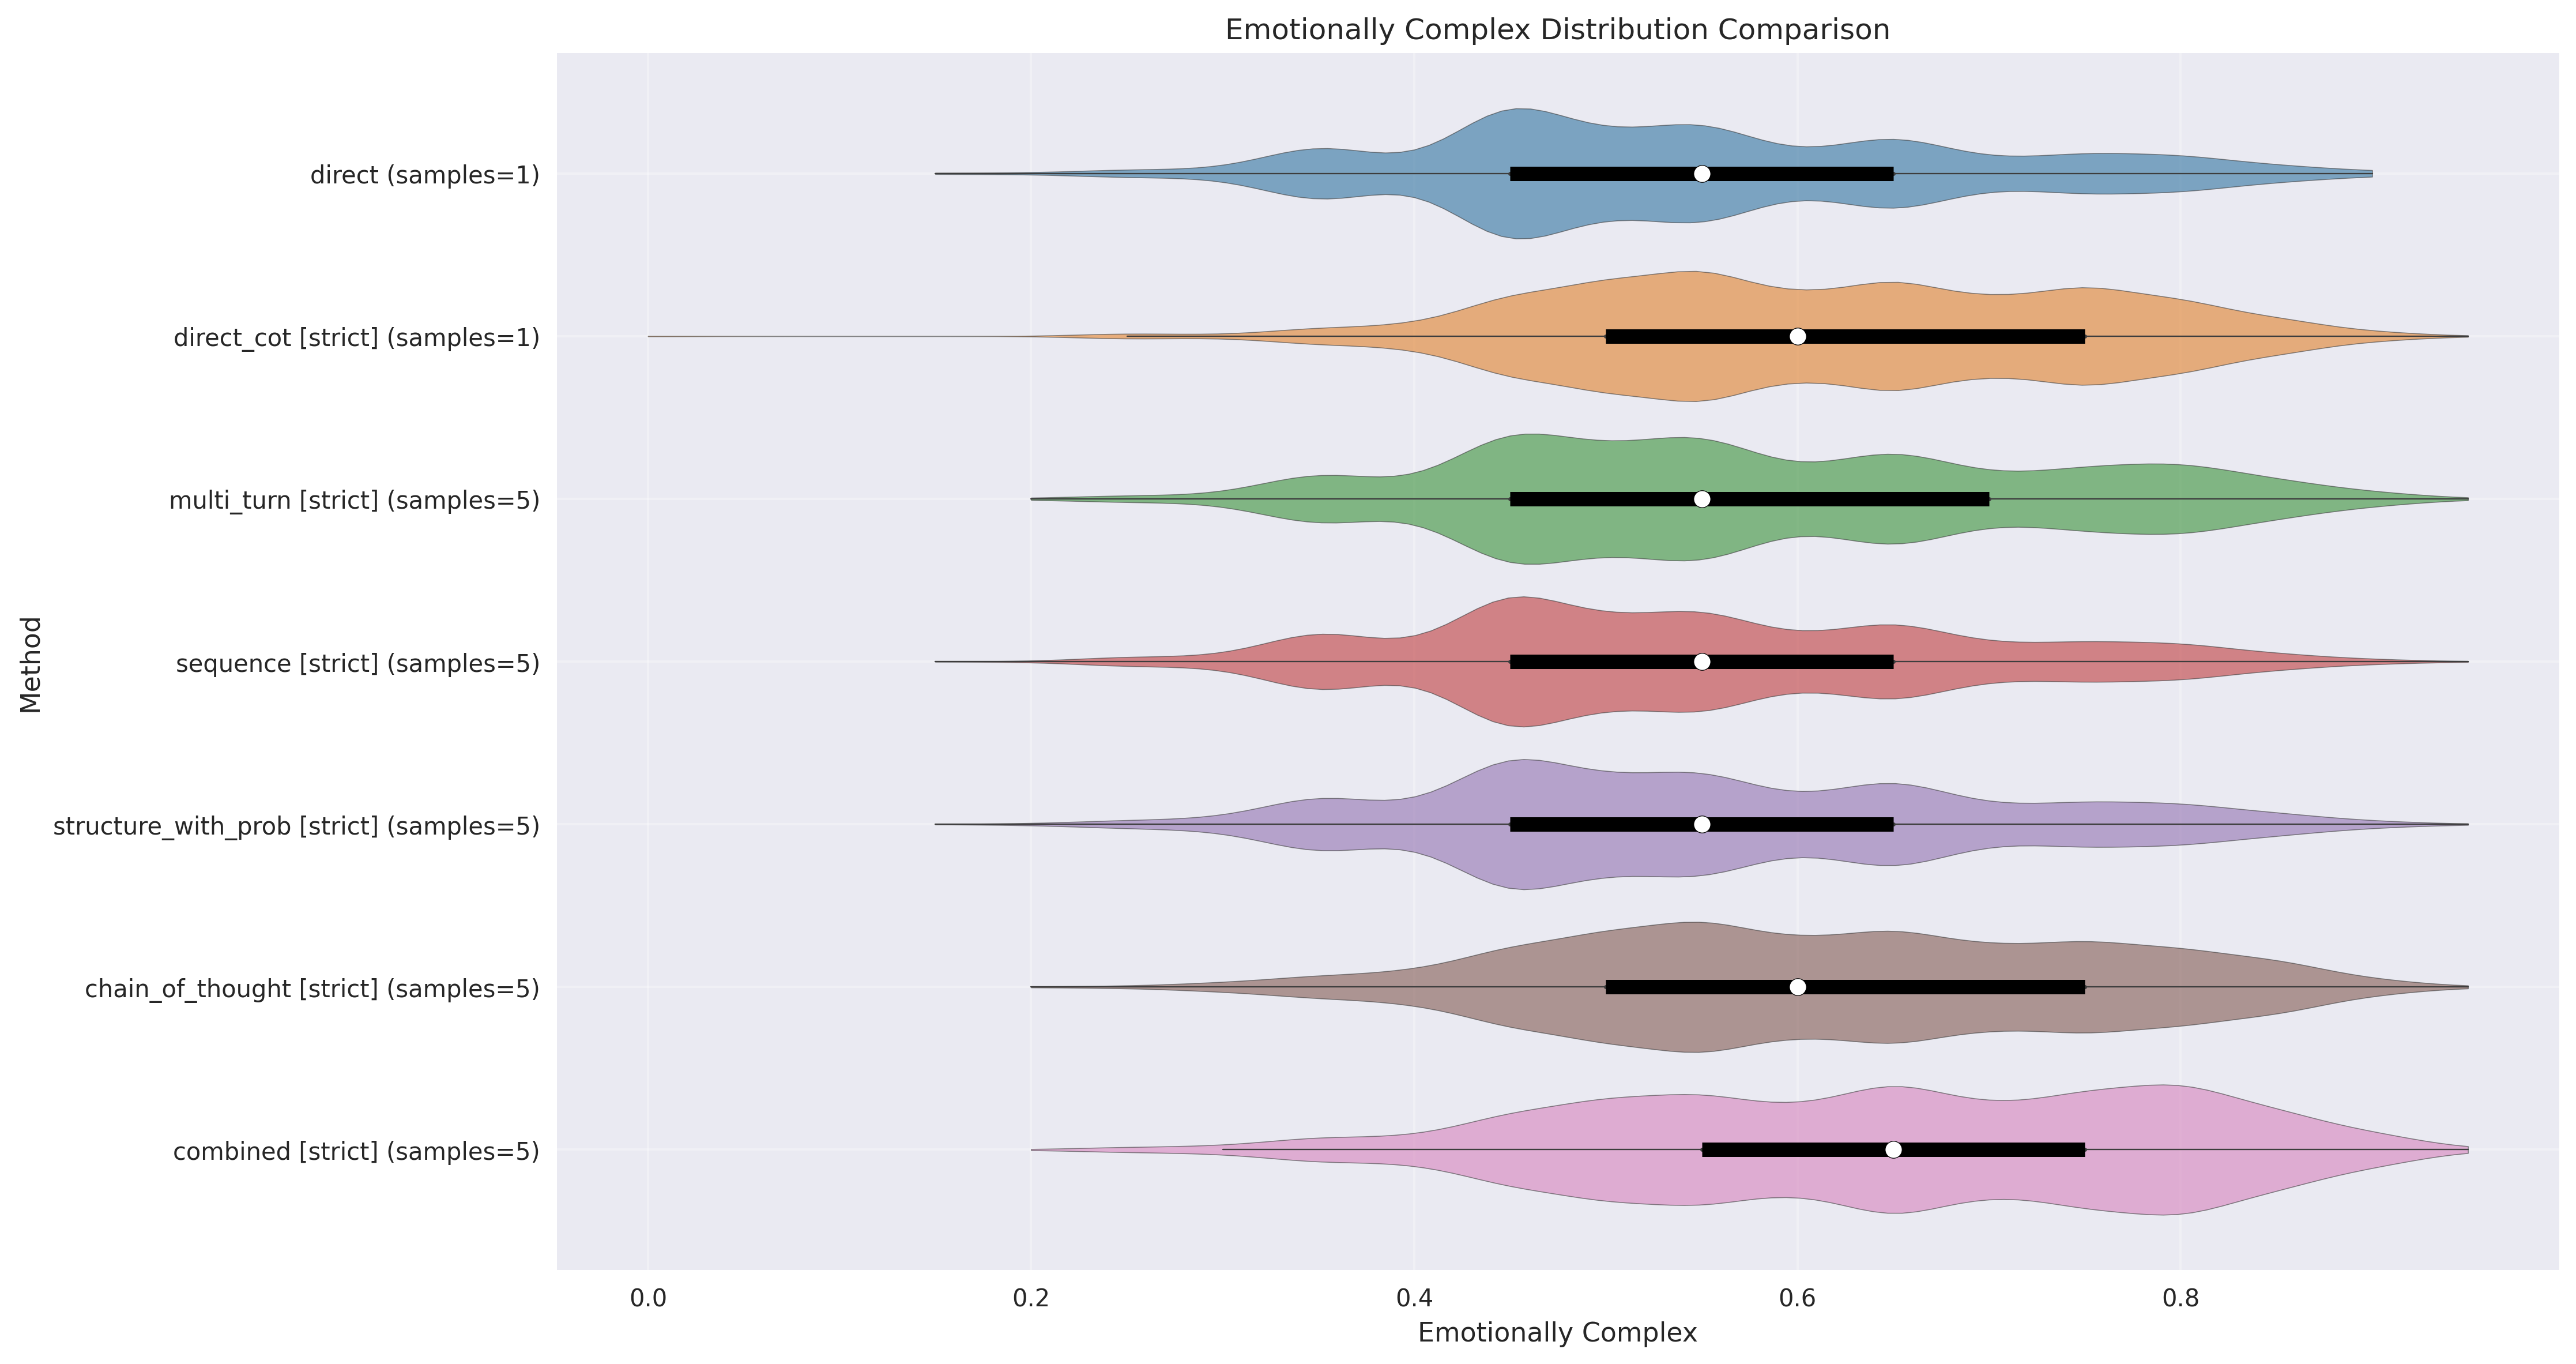 Emotionally Complex Distribution Comparison
Method
direct (samples=1)
direct_cot [strict] (samples=1)
multi_turn [strict] (samples=5)
sequence [strict] (samples=5)
structure_with_prob [strict] (samples=5)
chain_of_thought [strict] (samples=5)
combined [strict] (samples=5)
0.0 0.2 0.4 0.6 0.8
Emotionally Complex